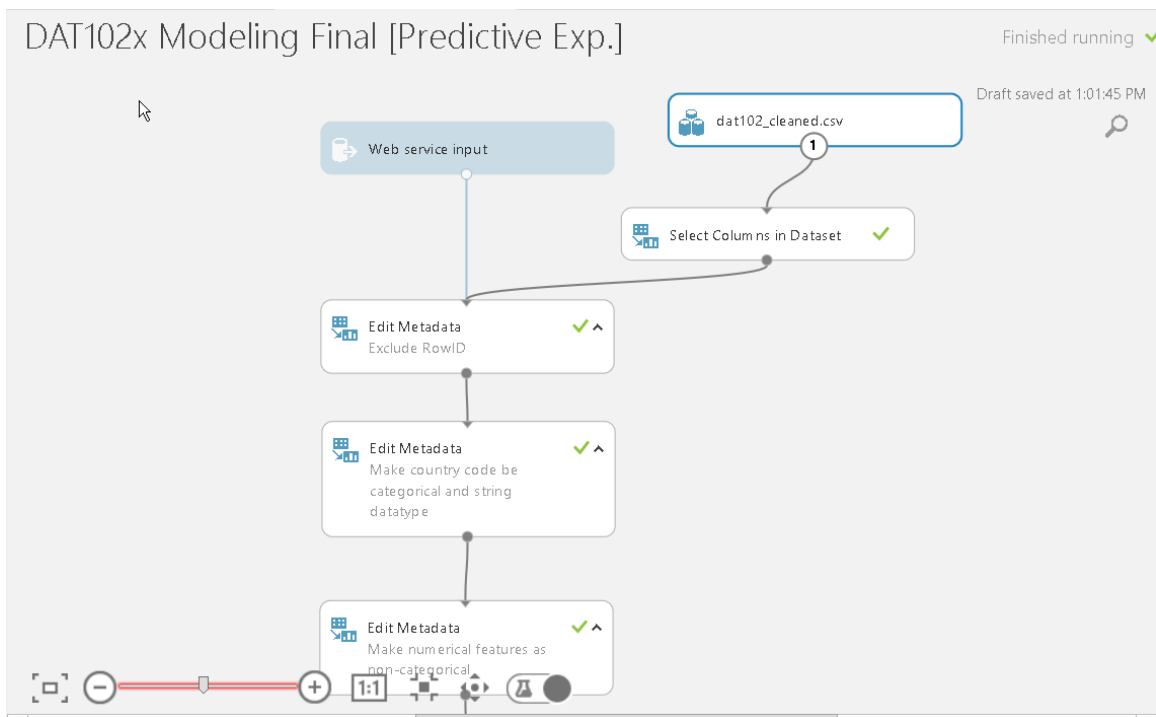 DAT102x Modeling Final [Predictive Exp.]
Finished running
Draft saved at 1:01:45 PM
dat102_cleaned.csv
1
Web service input
Select Columns in Dataset
Edit Metadata
Exclude RowID
Edit Metadata
Make country code be
categorical and string
datatype
Edit Metadata
Make numerical features as
non-categorical
1:1